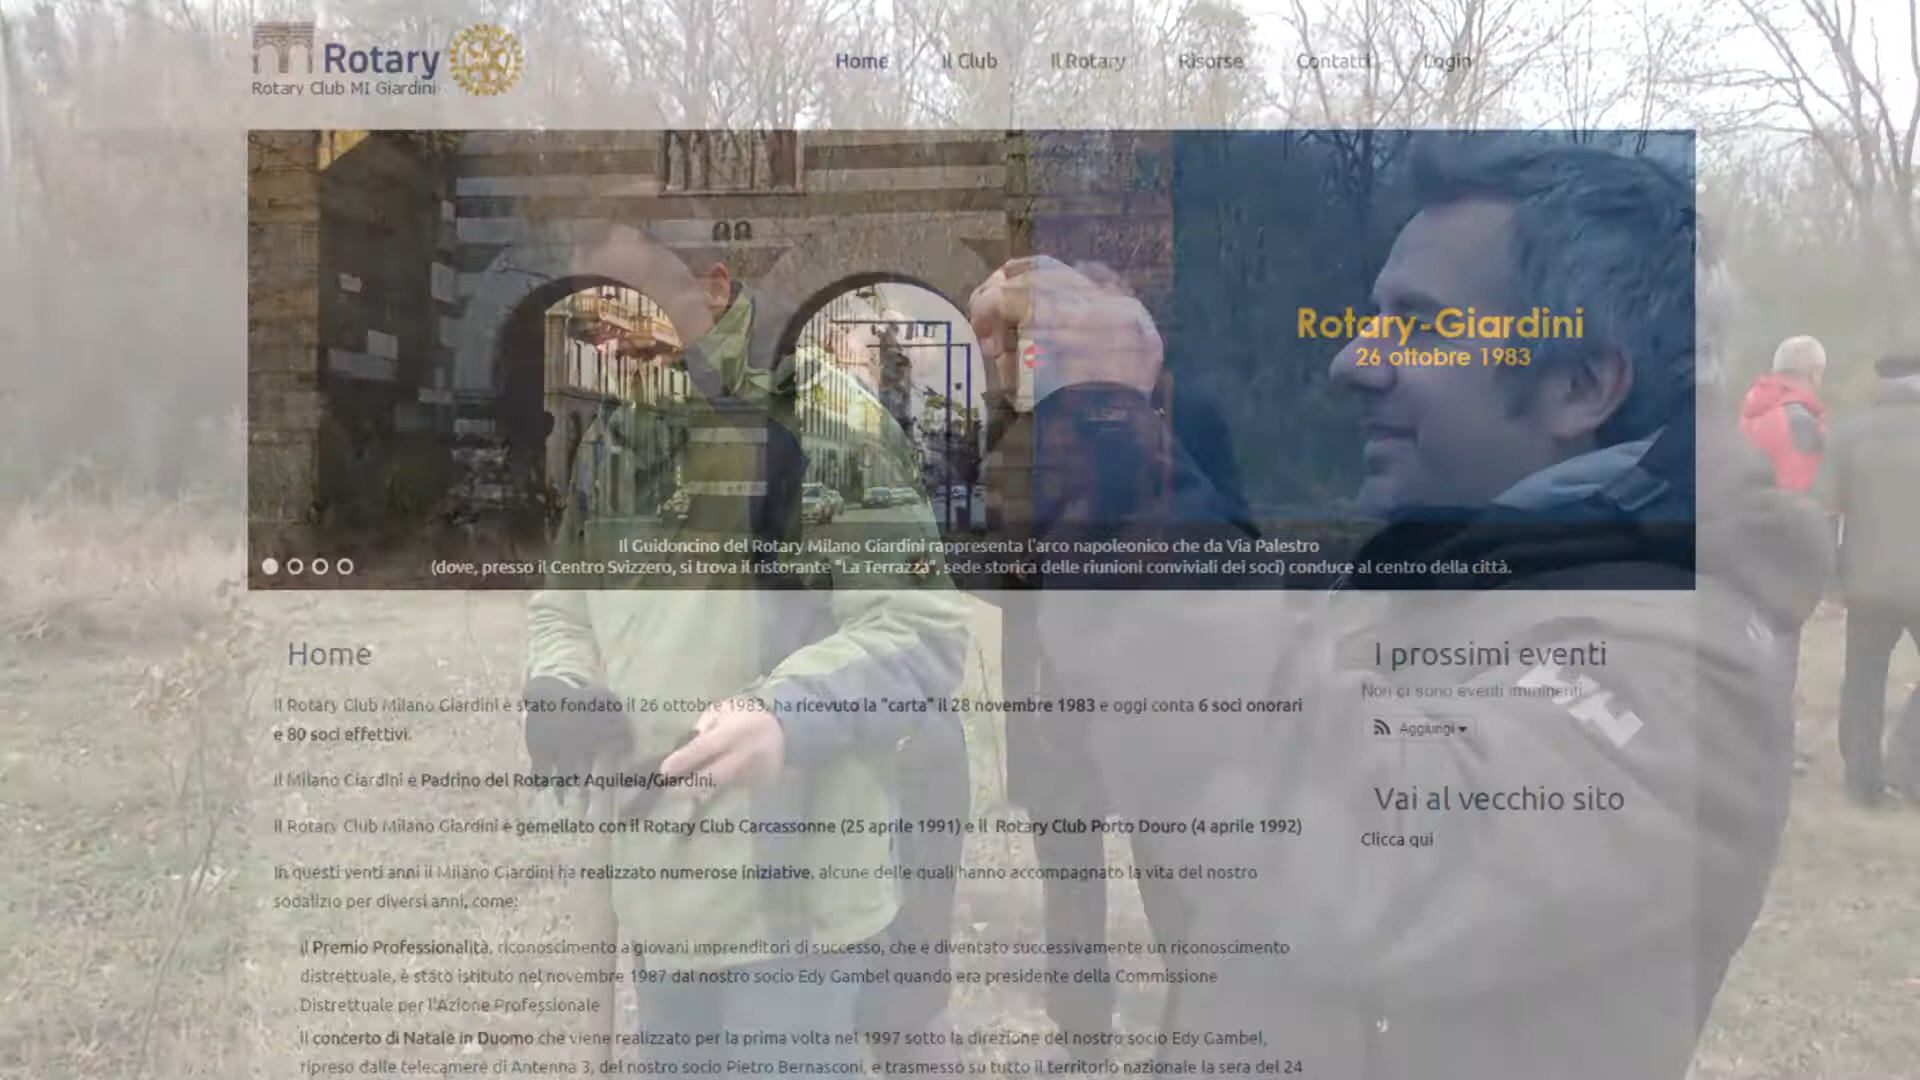 Rotary
Rotary Club MI Giardini
Home
Il Club
Il Rotary
Risorse
Contatti
Login
Rotary-Giardini
26 ottobre 1983
Il Guidoncino del Rotary Milano Giardini rappresenta l'arco napoleonico che da Via Palestro
(dove, presso il Centro Svizzero, si trova il ristorante "La Terrazza", sede storica delle riunioni conviviali dei soci) conduce al centro della città.
Home
Il Rotary Club Milano Giardini è stato fondato il 26 ottobre 1983, ha ricevuto la "carta" il 28 novembre 1983 e oggi conta 6 soci onorari
e 80 soci effettivi.
Il Milano Giardini è Padrino del Rotaract Aquileia/Giardini.
Il Rotary Club Milano Giardini è gemellato con il Rotary Club Carcassonne (25 aprile 1991) e il Rotary Club Porto Douro (4 aprile 1992)
In questi venti anni il Milano Giardini ha realizzato numerose iniziative, alcune delle quali hanno accompagnato la vita del nostro
sodalizio per diversi anni, come:
il Premio Professionalità, riconoscimento a giovani imprenditori di successo, che è diventato successivamente un riconoscimento
distrettuale, è stato istituto nel novembre 1987 dal nostro socio Edy Gambel quando era presidente della Commissione
Distrettuale per l'Azione Professionale
il concerto di Natale in Duomo che viene realizzato per la prima volta nel 1997 sotto la direzione del nostro socio Edy Gambel,
ripreso dalle telecamere di Antenna 3, del nostro socio Pietro Bernasconi, e trasmesso su tutto il territorio nazionale la sera del 24
I prossimi eventi
Non ci sono eventi imminenti
Aggiungi
Vai al vecchio sito
Clicca qui